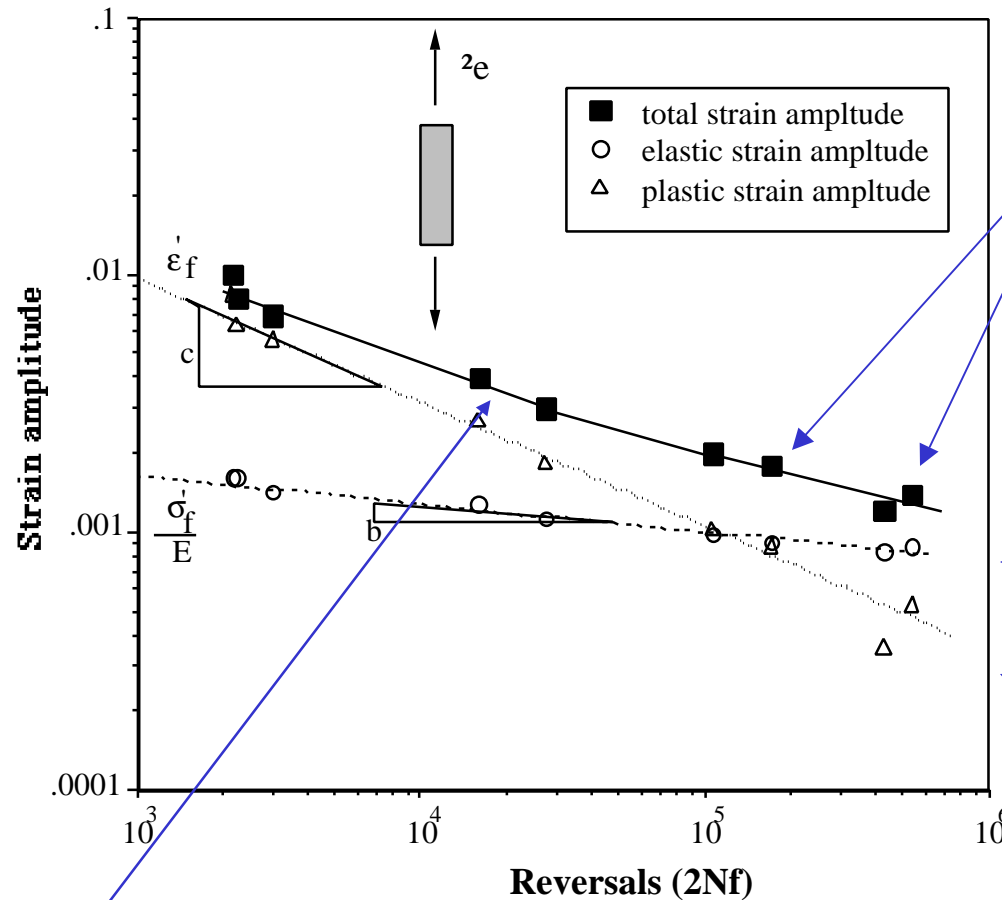 .1
²e
total strain ampltude
elastic strain ampltude
plastic strain ampltude
.01
ε'f
c
Strain amplitude
σ'f
E
b
.001
.0001
10³
10⁴
10⁵
10⁶
Reversals (2Nf)